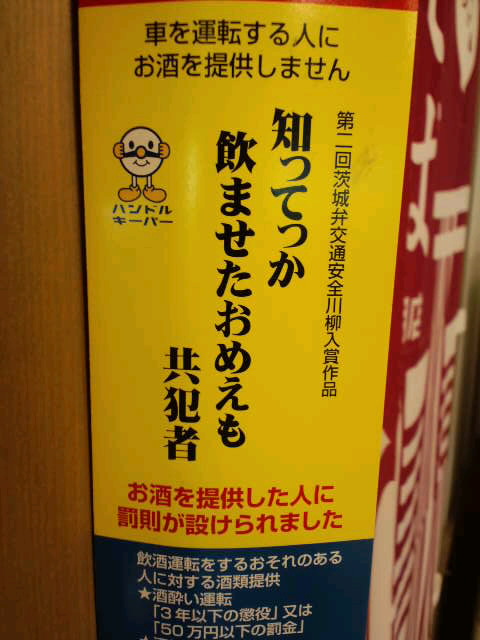 車を運転する人に
お酒を提供しません
第二回茨城弁交通安全川柳入賞作品
知ってっか
飲ませたおめえも
共犯者
ハンドル
キーパー
お酒を提供した人に
罰則が設けられました
飲酒運転をするおそれのある
人に対する酒類提供
★酒酔い運転
「3年以下の懲役」又は
「50万円以下の罰金」